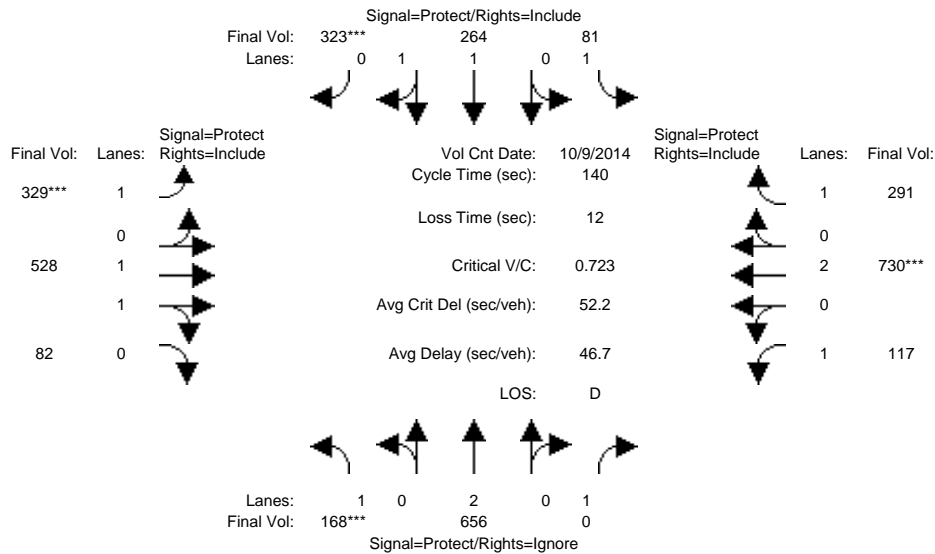 Signal=Protect/Rights=Include
Final Vol: 323*** 264 81
Lanes: 0 1 1 0 1
Signal=Protect Signal=Protect
Final Vol: Lanes: Rights=Include Vol Cnt Date: 10/9/2014 Rights=Include Lanes: Final Vol:
Cycle Time (sec): 140
329*** 1 1 291
Loss Time (sec): 12
0 0
528 1 Critical V/C: 0.723 2 730***
1 Avg Crit Del (sec/veh): 52.2 0
82 0 Avg Delay (sec/veh): 46.7 1 117
LOS: D
Lanes: 1 0 2 0 1
Final Vol: 168*** 656 0
Signal=Protect/Rights=Ignore